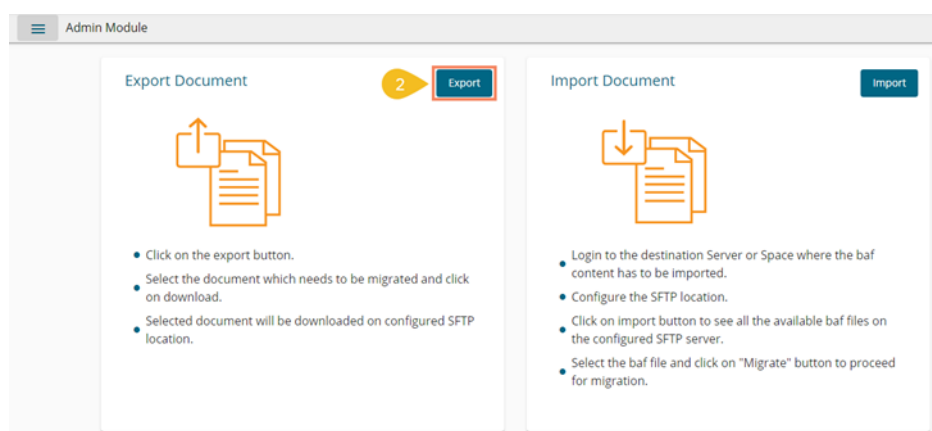 Admin Module
Export Document
2
Export
Click on the export button.
Select the document which needs to be migrated and click
on download.
Selected document will be downloaded on configured SFTP
location.
Import Document
Import
Login to the destination Server or Space where the baf
content has to be imported.
Configure the SFTP location.
Click on import button to see all the available baf files on
the configured SFTP server.
Select the baf file and click on "Migrate" button to proceed
for migration.